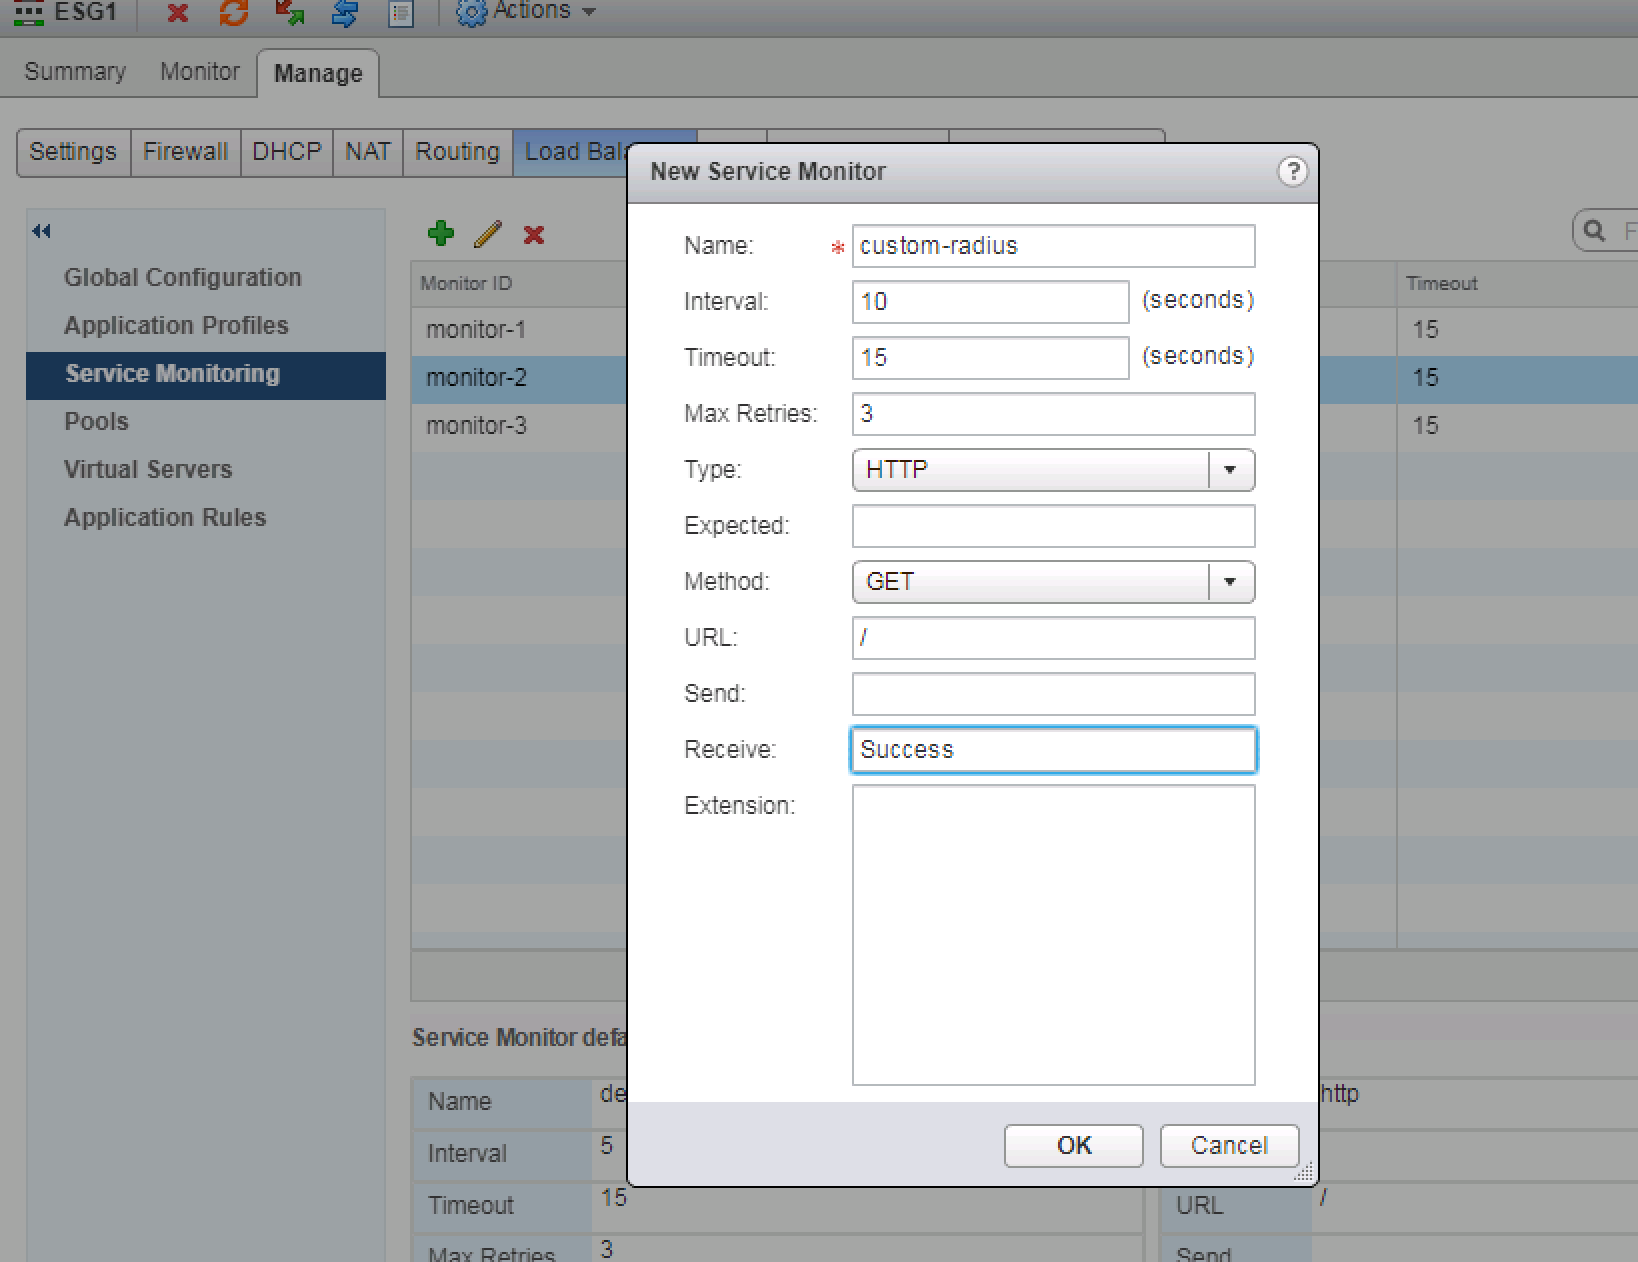 ESG1 Actions
Summary Monitor Manage
Settings Firewall DHCP NAT Routing Load Bala
New Service Monitor ?
Global Configuration
Application Profiles
Service Monitoring
Pools
Virtual Servers
Application Rules
Monitor ID Timeout
monitor-1 15
monitor-2 15
monitor-3 15
Name: * custom-radius
Interval: 10 (seconds)
Timeout: 15 (seconds)
Max Retries: 3
Type: HTTP
Expected:
Method: GET
URL: /
Send:
Receive: Success
Extension:
OK Cancel
Service Monitor defa
Name de http
Interval 5
Timeout 15 URL /
Max Retries 3 Send